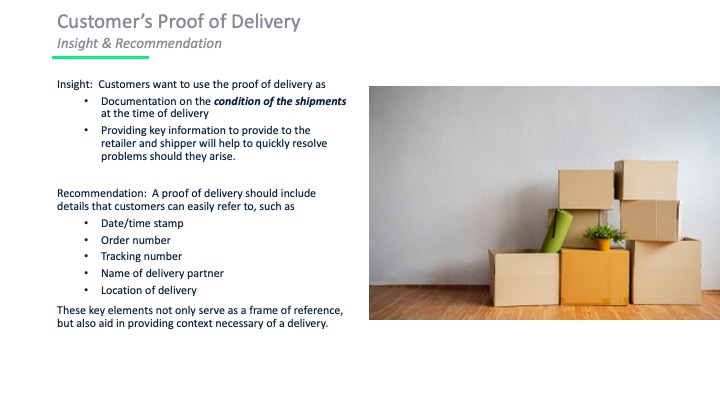 Customer’s Proof of Delivery
Insight & Recommendation
Insight:  Customers want to use the proof of delivery as
• Documentation on the condition of the shipments
at the time of delivery
• Providing key information to provide to the
retailer and shipper will help to quickly resolve
problems should they arise.
Recommendation:  A proof of delivery should include
details that customers can easily refer to, such as
• Date/time stamp
• Order number
• Tracking number
• Name of delivery partner
• Location of delivery
These key elements not only serve as a frame of reference,
but also aid in providing context necessary of a delivery.